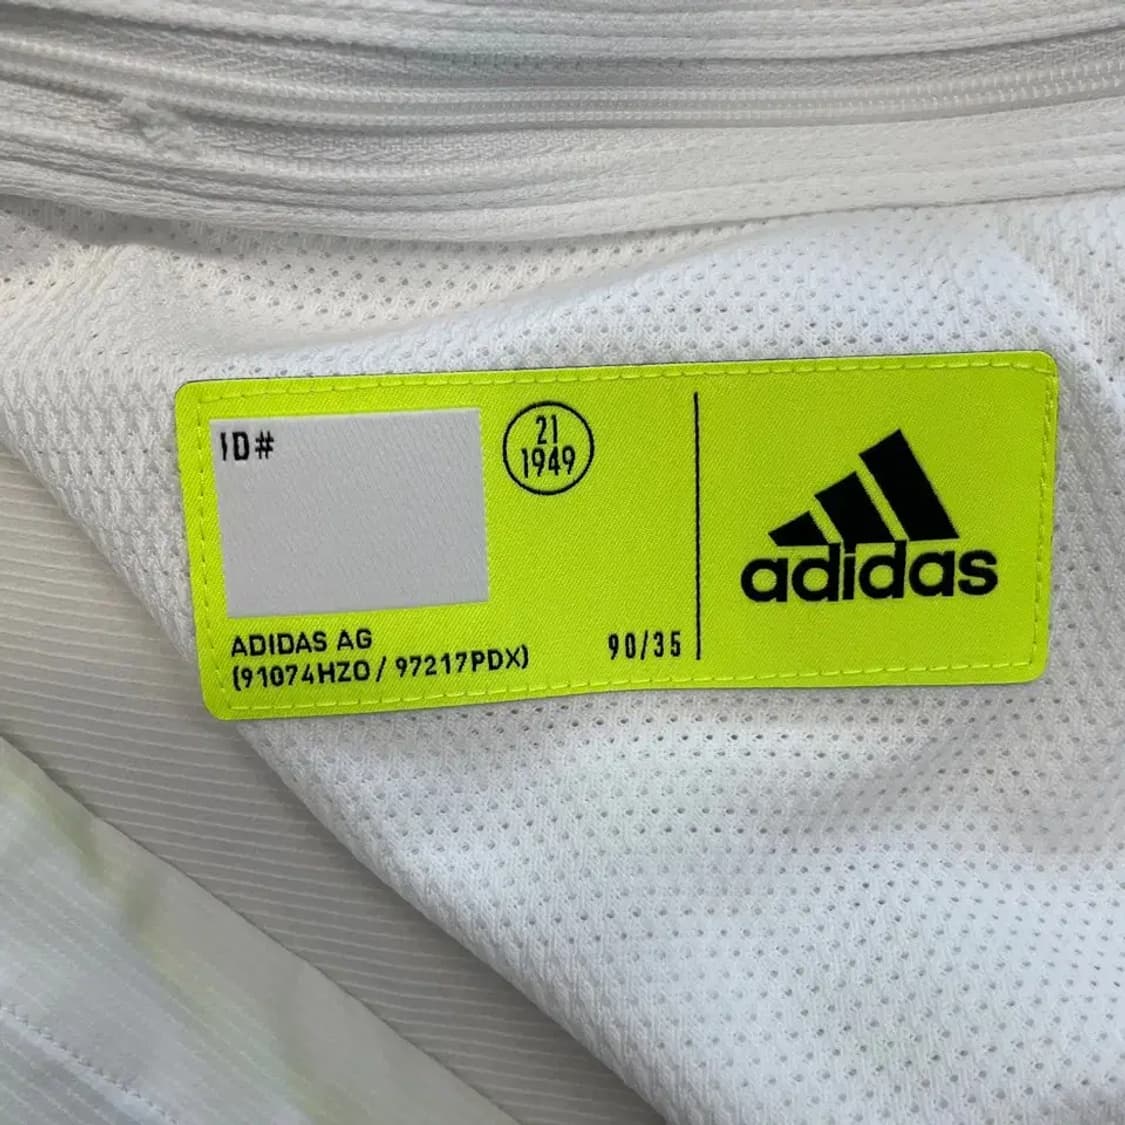 ID#
21
1949
ADIDAS AG
(91074HZO / 97217PDX)
90/35
adidas